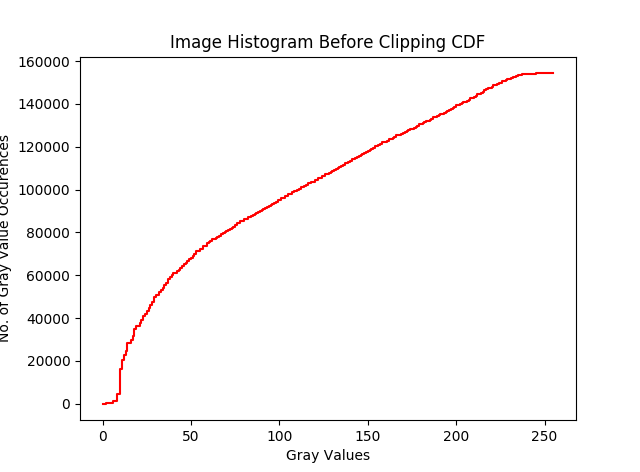 Image Histogram Before Clipping CDF
160000
140000
120000
100000
80000
60000
40000
20000
0
No. of Gray Value Occurences
0 50 100 150 200 250
Gray Values